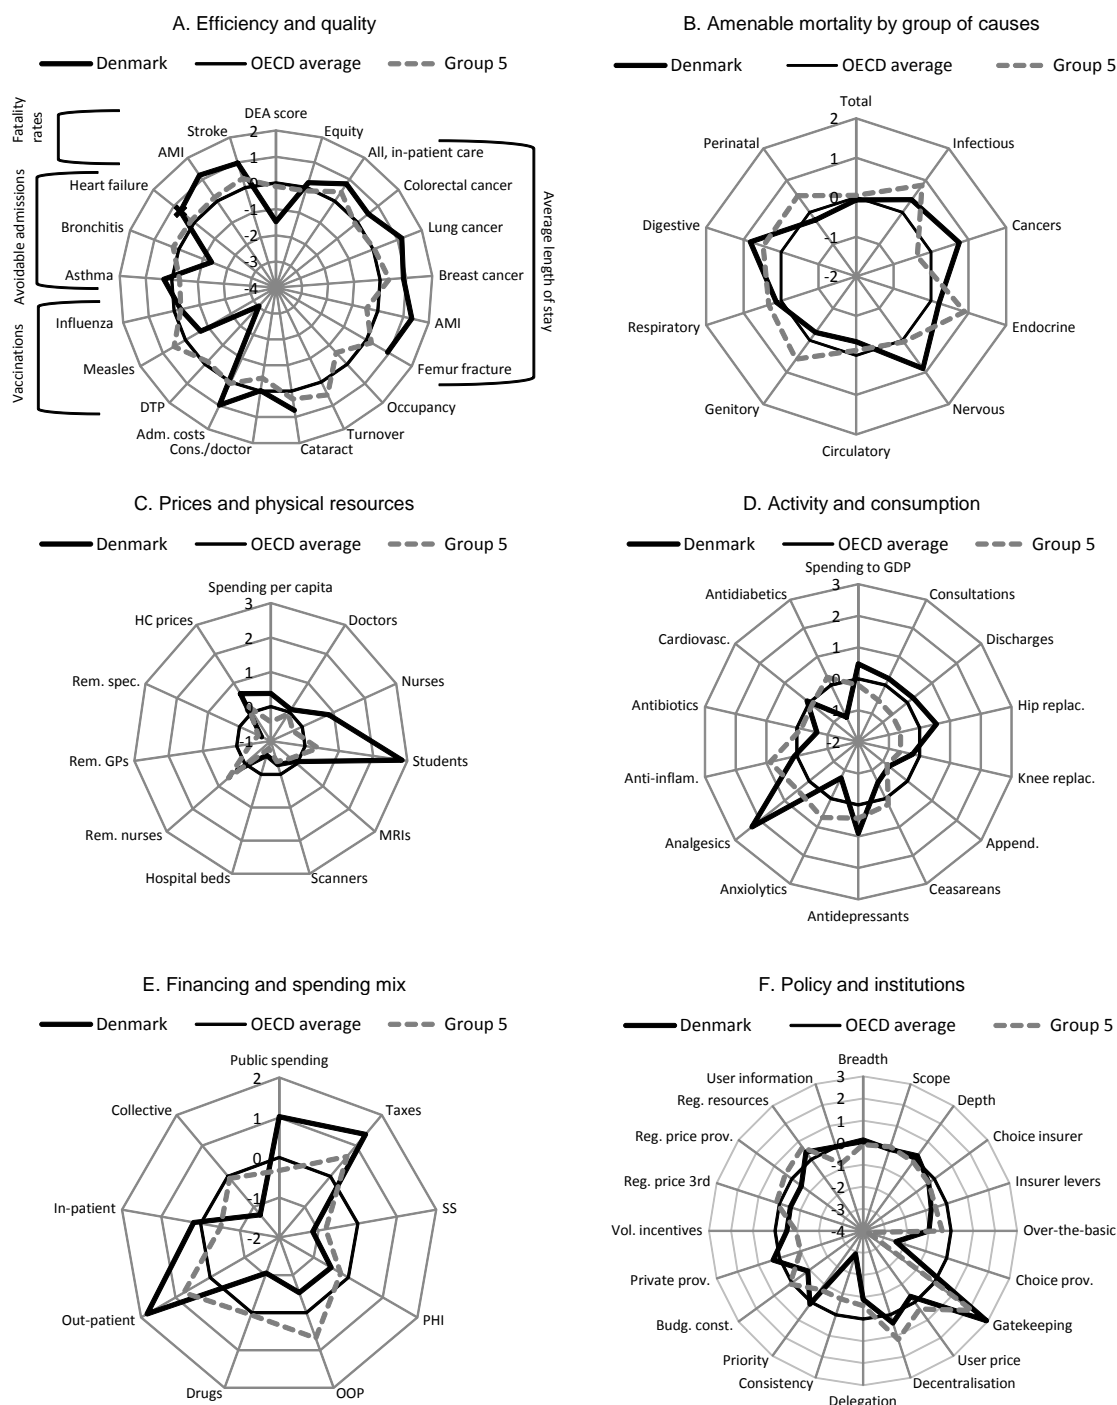 A. Efficiency and quality
Denmark
OECD average
Group 5
Fatality rates
Avoidable admissions
Vaccinations
Average length of stay
DEA score
Equity
All, in-patient care
Colorectal cancer
Lung cancer
Breast cancer
AMI
Femur fracture
Occupancy
Turnover
Cataract
Cons./doctor
Adm. costs
DTP
Measles
Influenza
Asthma
Bronchitis
Heart failure
AMI
Stroke
2
1
0
-1
-2
-3
-4
B. Amenable mortality by group of causes
Denmark
OECD average
Group 5
Total
Infectious
Cancers
Endocrine
Nervous
Circulatory
Genitory
Respiratory
Digestive
Perinatal
2
1
0
-1
-2
C. Prices and physical resources
Denmark
OECD average
Group 5
Spending per capita
Doctors
Nurses
Students
MRIs
Scanners
Hospital beds
Rem. nurses
Rem. GPs
Rem. spec.
HC prices
3
2
1
0
-1
D. Activity and consumption
Denmark
OECD average
Group 5
Spending to GDP
Consultations
Discharges
Hip replac.
Knee replac.
Append.
Ceasareans
Antidepressants
Anxiolytics
Analgesics
Anti-inflam.
Antibiotics
Cardiovasc.
Antidiabetics
3
2
1
0
-1
-2
E. Financing and spending mix
Denmark
OECD average
Group 5
Public spending
Taxes
SS
PHI
OOP
Drugs
Out-patient
In-patient
Collective
2
1
0
-1
-2
F. Policy and institutions
Denmark
OECD average
Group 5
Breadth
Scope
Depth
Choice insurer
Insurer levers
Over-the-basic
Choice prov.
Gatekeeping
User price
Decentralisation
Delegation
Consistency
Priority
Budg. const.
Private prov.
Vol. incentives
Reg. price 3rd
Reg. price prov.
Reg. resources
User information
3
2
1
0
-1
-2
-3
-4